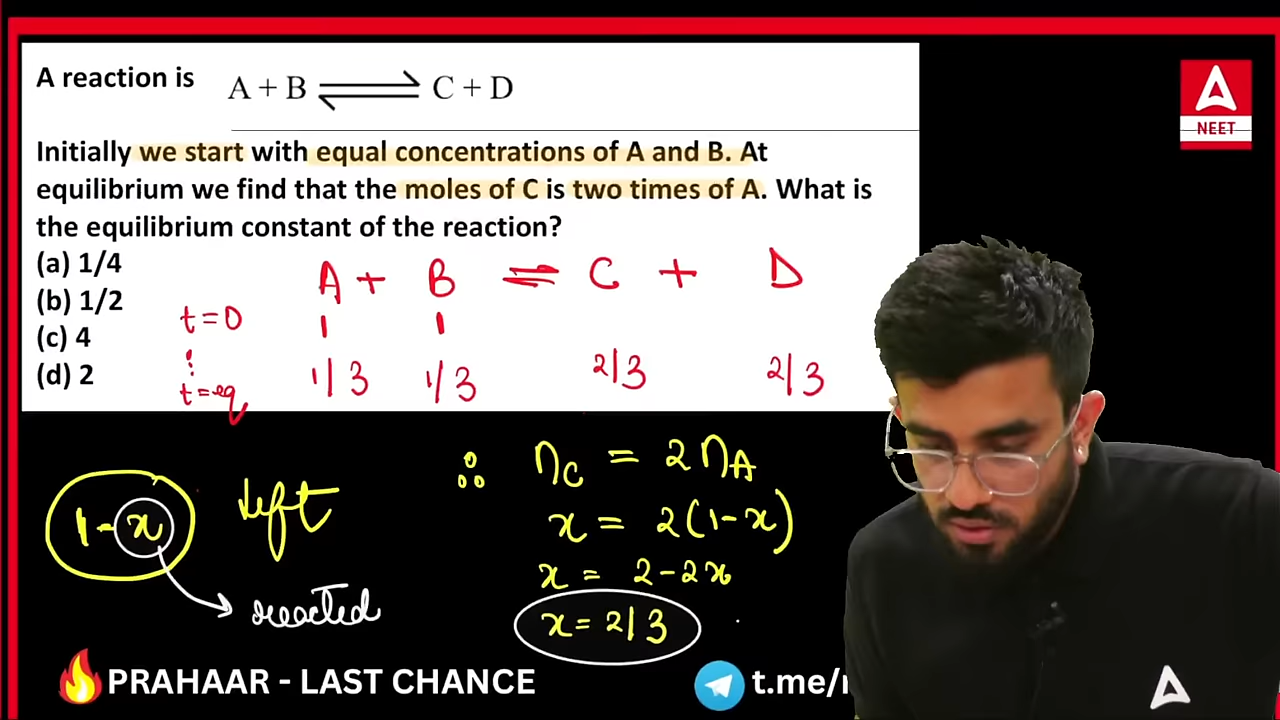 A reaction is A + B ⇌ C + D
NEET
Initially we start with equal concentrations of A and B. At
equilibrium we find that the moles of C is two times of A. What is
the equilibrium constant of the reaction?
(a) 1/4
(b) 1/2
(c) 4
(d) 2
A + B ⇌ C + D
t=0 1 1
⋮
t=eq 1/3 1/3 2/3 2/3
1-x left
reacted
∴ nC = 2nA
x = 2(1-x)
x = 2-2x
x = 2/3
PRAHAAR - LAST CHANCE
t.me/